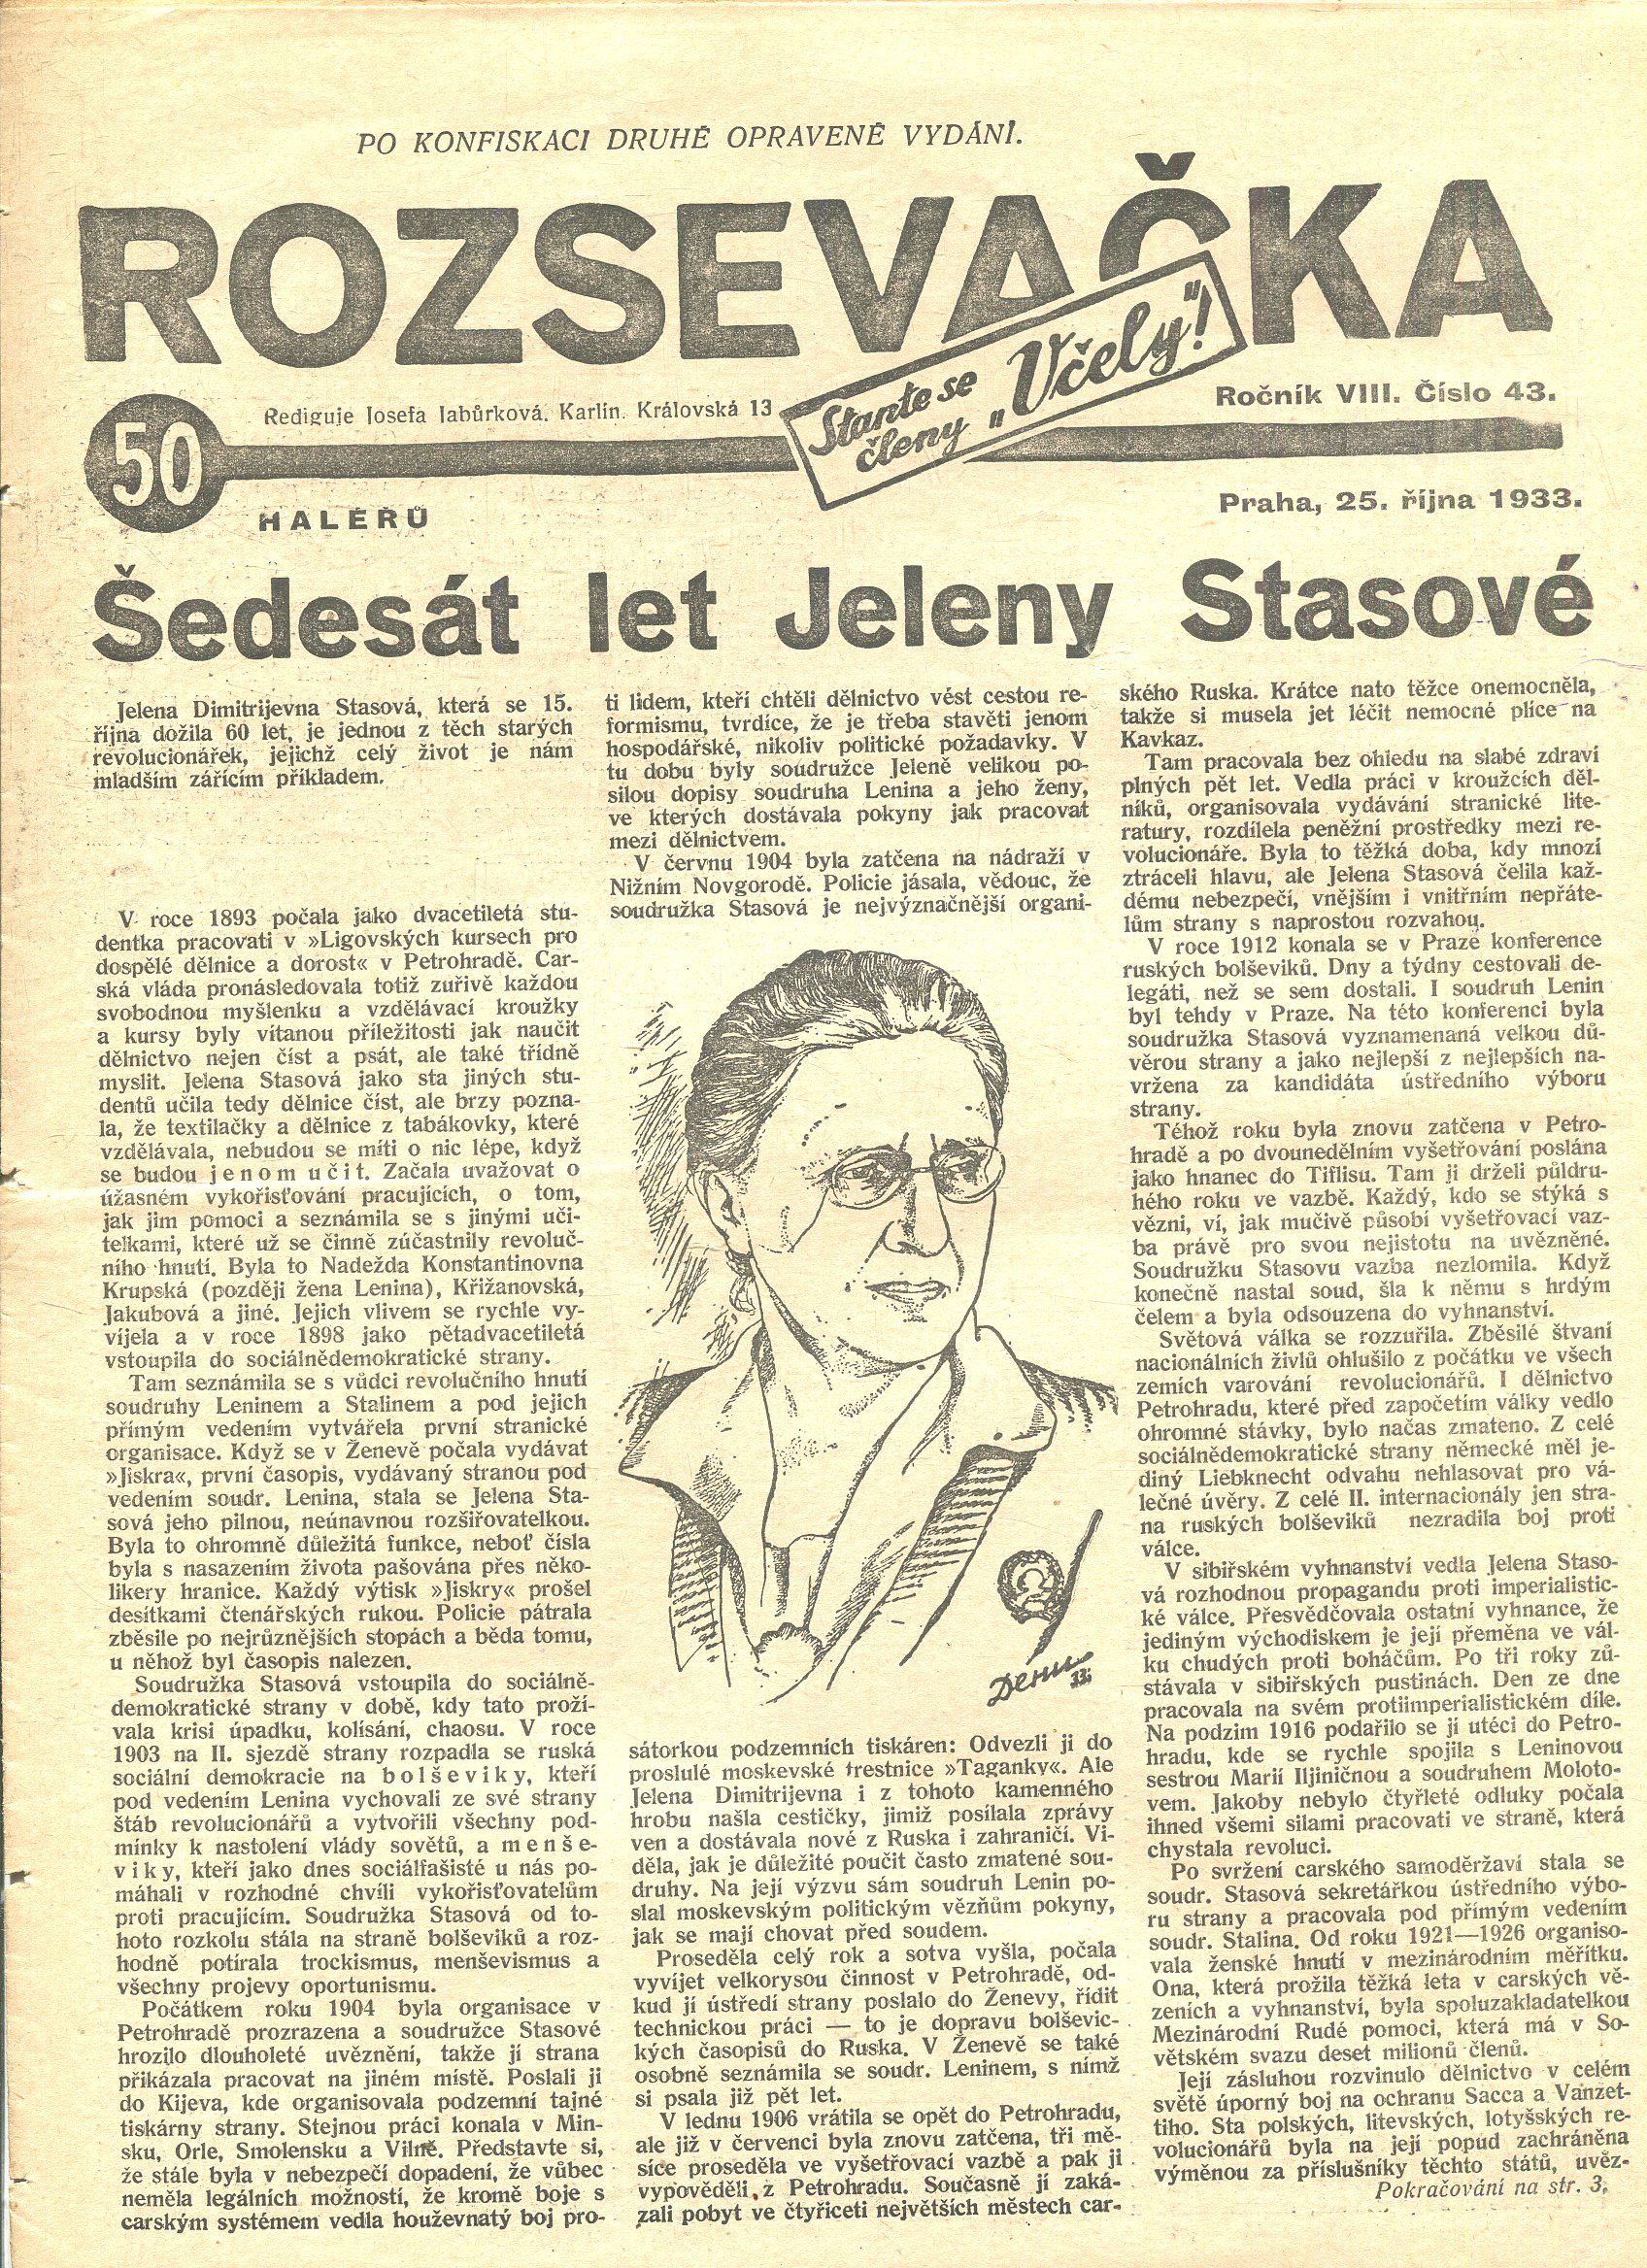 PO KONFISKACI DRUHÉ OPRAVENÉ VYDÁNÍ.
ROZSEVAČKA
Staňte se
členy „Včely"!
Rediguje Josefa Jabůrková. Karlín. Královská 13
Ročník VIII. Číslo 43.
50
HALÉŘŮ
Praha, 25. října 1933.
Šedesát let Jeleny Stasové
Jelena Dimitrijevna Stasová, která se 15.
října dožila 60 let, je jednou z těch starých
revolucionářek, jejichž celý život je nám
mladším zářícím příkladem.
V roce 1893 počala jako dvacetiletá stu-
dentka pracovati v »Ligovských kursech pro
dospělé dělnice a dorost« v Petrohradě. Car-
ská vláda pronásledovala totiž zuřivě každou
svobodnou myšlenku a vzdělávací kroužky
a kursy byly vítanou příležitosti jak naučit
dělnictvo nejen číst a psát, ale také třídně
myslit. Jelena Stasová jako sta jiných stu-
dentů učila tedy dělnice číst, ale brzy pozna-
la, že textilačky a dělnice z tabákovky, které
vzdělávala, nebudou se míti o nic lépe, když
se budou jenom učit. Začala uvažovat o
úžasném vykořisťování pracujících, o tom,
jak jim pomoci a seznámila se s jinými uči-
telkami, které už se činně zúčastnily revoluč-
ního hnutí. Byla to Nadežda Konstantinovna
Krupská (později žena Lenina), Křižanovská,
Jakubová a jiné. Jejich vlivem se rychle vy-
víjela a v roce 1898 jako pětadvacetiletá
vstoupila do sociálnědemokratické strany.
Tam seznámila se s vůdci revolučního hnutí
soudruhy Leninem a Stalinem a pod jejich
přímým vedením vytvářela první stranické
organisace. Když se v Ženevě počala vydávat
»Jiskra«, první časopis, vydávaný stranou pod
vedením soudr. Lenina, stala se Jelena Sta-
sová jeho pilnou, neúnavnou rozšiřovatelkou.
Byla to ohromně důležitá funkce, neboť čísla
byla s nasazením života pašována přes něko-
likery hranice. Každý výtisk »Jiskry« prošel
desítkami čtenářských rukou. Policie pátrala
zběsile po nejrůznějších stopách a běda tomu,
u něhož byl časopis nalezen.
Soudružka Stasová vstoupila do sociálně-
demokratické strany v době, kdy tato proží-
vala krisi úpadku, kolísání, chaosu. V roce
1903 na II. sjezdě strany rozpadla se ruská
sociální demokracie na bolševiky, kteří
pod vedením Lenina vychovali ze své strany
štáb revolucionářů a vytvořili všechny pod-
mínky k nastolení vlády sovětů, a menše-
viky, kteří jako dnes sociálfašisté u nás po-
máhali v rozhodné chvíli vykořisťovatelům
proti pracujícím. Soudružka Stasová od to-
hoto rozkolu stála na straně bolševiků a roz-
hodně potírala trockismus, menševismus a
všechny projevy oportunismu.
Počátkem roku 1904 byla organisace v
Petrohradě prozrazena a soudružce Stasové
hrozilo dlouholeté uvěznění, takže jí strana
přikázala pracovat na jiném místě. Poslali ji
do Kijeva, kde organisovala podzemní tajné
tiskárny strany. Stejnou práci konala v Min-
sku, Orle, Smolensku a Vilně. Představte si,
že stále byla v nebezpečí dopadení, že vůbec
neměla legálních možností, že kromě boje s
carským systémem vedla houževnatý boj pro-
ti lidem, kteří chtěli dělnictvo vést cestou re-
formismu, tvrdíce, že je třeba stavěti jenom
hospodářské, nikoliv politické požadavky. V
tu dobu byly soudružce Jeleně velikou po-
silou dopisy soudruha Lenina a jeho ženy,
ve kterých dostávala pokyny jak pracovat
mezi dělnictvem.
V červnu 1904 byla zatčena na nádraží v
Nižním Novgorodě. Policie jásala, vědouc, že
soudružka Stasová je nejvýznačnější organi-
Дени
33.
sátorkou podzemních tiskáren: Odvezli ji do
proslulé moskevské trestnice »Taganky«. Ale
Jelena Dimitrijevna i z tohoto kamenného
hrobu našla cestičky, jimiž posílala zprávy
ven a dostávala nové z Ruska i zahraničí. Vi-
děla, jak je důležité poučit často zmatené sou-
druhy. Na její výzvu sám soudruh Lenin po-
slal moskevským politickým vězňům pokyny,
jak se mají chovat před soudem.
Proseděla celý rok a sotva vyšla, počala
vyvíjet velkorysou činnost v Petrohradě, od-
kud jí ústředí strany poslalo do Ženevy, řídit
technickou práci — to je dopravu bolševic-
kých časopisů do Ruska. V Ženevě se také
osobně seznámila se soudr. Leninem, s nímž
si psala již pět let.
V lednu 1906 vrátila se opět do Petrohradu,
ale již v červenci byla znovu zatčena, tři mě-
síce proseděla ve vyšetřovací vazbě a pak ji
vypověděli z Petrohradu. Současně jí zaká-
zali pobyt ve čtyřiceti největších městech car-
ského Ruska. Krátce nato těžce onemocněla,
takže si musela jet léčit nemocné plíce na
Kavkaz.
Tam pracovala bez ohledu na slabé zdraví
plných pět let. Vedla práci v kroužcích děl-
níků, organisovala vydávání stranické lite-
ratury, rozdílela peněžní prostředky mezi re-
volucionáře. Byla to těžká doba, kdy mnozí
ztráceli hlavu, ale Jelena Stasová čelila kaž-
dému nebezpečí, vnějším i vnitřním nepřáte-
lům strany s naprostou rozvahou.
V roce 1912 konala se v Praze konference
ruských bolševiků. Dny a týdny cestovali de-
legáti, než se sem dostali. I soudruh Lenin
byl tehdy v Praze. Na této konferenci byla
soudružka Stasová vyznamenaná velkou dů-
věrou strany a jako nejlepší z nejlepších na-
vržena za kandidáta ústředního výboru
strany.
Téhož roku byla znovu zatčena v Petro-
hradě a po dvounedělním vyšetřování poslána
jako hnanec do Tiflisu. Tam ji drželi půldru-
hého roku ve vazbě. Každý, kdo se stýká s
vězni, ví, jak mučivě působí vyšetřovací vaz-
ba právě pro svou nejistotu na uvězněné.
Soudružku Stasovu vazba nezlomila. Když
konečně nastal soud, šla k němu s hrdým
čelem a byla odsouzena do vyhnanství.
Světová válka se rozzuřila. Zběsilé štvaní
nacionálních živlů ohlušilo z počátku ve všech
zemích varování revolucionářů. I dělnictvo
Petrohradu, které před započetím války vedlo
ohromné stávky, bylo načas zmateno. Z celé
sociálnědemokratické strany německé měl je-
diný Liebknecht odvahu nehlasovat pro vá-
lečné úvěry. Z celé II. internacionály jen stra-
na ruských bolševiků nezradila boj proti
válce.
V sibiřském vyhnanství vedla Jelena Staso-
vá rozhodnou propagandu proti imperialistic-
ké válce. Přesvědčovala ostatní vyhnance, že
jediným východiskem je její přeměna ve vál-
ku chudých proti boháčům. Po tři roky zů-
stávala v sibiřských pustinách. Den ze dne
pracovala na svém protiimperialistickém díle.
Na podzim 1916 podařilo se jí utéci do Petro-
hradu, kde se rychle spojila s Leninovou
sestrou Marií Iljiničnou a soudruhem Moloto-
vem. Jakoby nebylo čtyřleté odluky počala
ihned všemi silami pracovati ve straně, která
chystala revoluci.
Po svržení carského samoděržaví stala se
soudr. Stasová sekretářkou ústředního výbo-
ru strany a pracovala pod přímým vedením
soudr. Stalina. Od roku 1921—1926 organiso-
vala ženské hnutí v mezinárodním měřítku.
Ona, která prožila těžká leta v carských vě-
zeních a vyhnanství, byla spoluzakladatelkou
Mezinárodní Rudé pomoci, která má v So-
větském svazu deset milionů členů.
Její zásluhou rozvinulo dělnictvo v celém
světě úporný boj na ochranu Sacca a Vanzet-
tiho. Sta polských, litevských, lotyšských re-
volucionářů byla na její popud zachráněna
výměnou za příslušníky těchto států, uvěz-
Pokračování na str. 3.